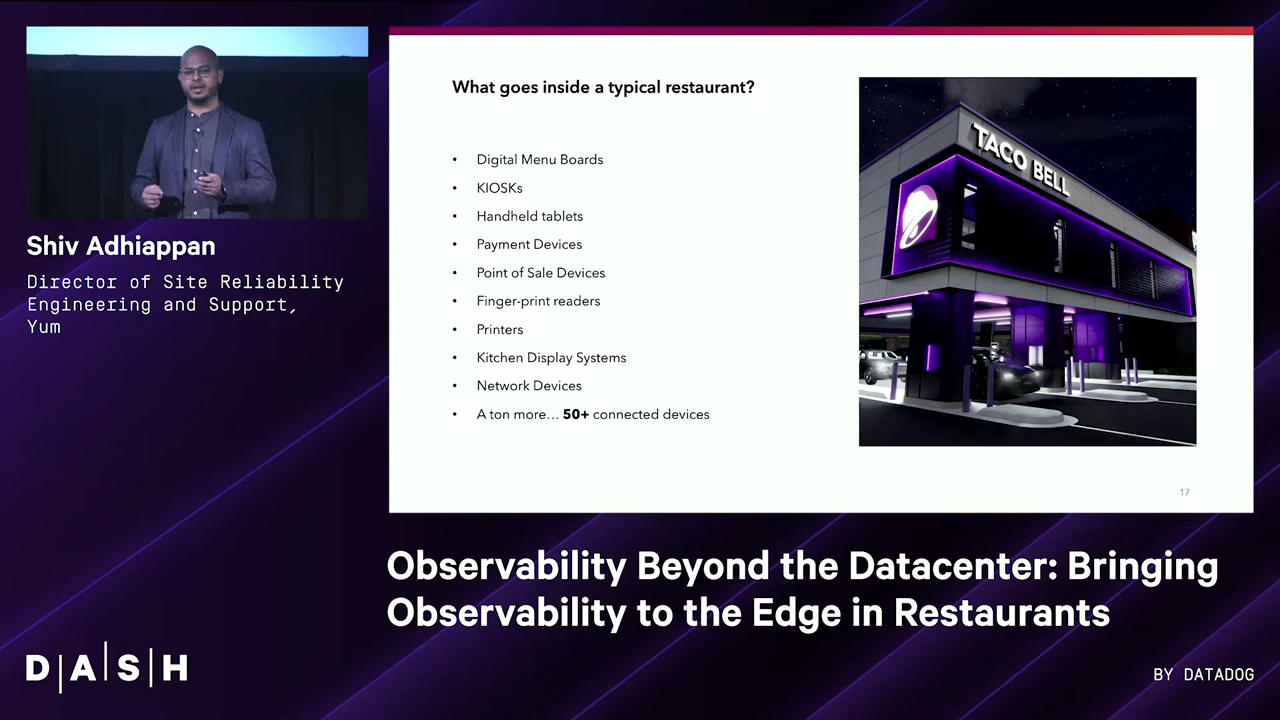 Shiv Adhiappan
Director of Site Reliability
Engineering and Support,
Yum
What goes inside a typical restaurant?
• Digital Menu Boards
• KIOSKs
• Handheld tablets
• Payment Devices
• Point of Sale Devices
• Finger-print readers
• Printers
• Kitchen Display Systems
• Network Devices
• A ton more… 50+ connected devices
TACO BELL
17
Observability Beyond the Datacenter: Bringing
Observability to the Edge in Restaurants
D|A|S|H
BY DATADOG